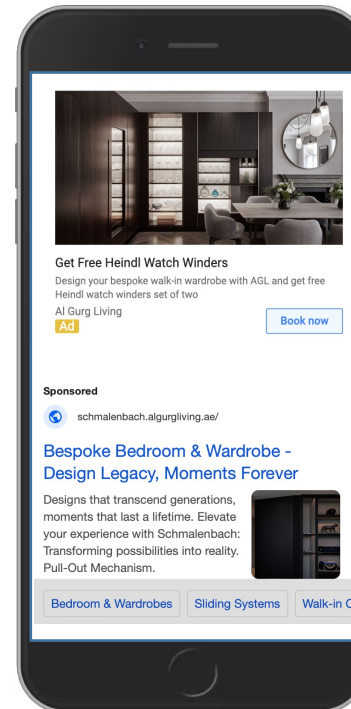 Get Free Heindl Watch Winders
Design your bespoke walk-in wardrobe with AGL and get free
Heindl watch winders set of two
Al Gurg Living
Ad
Book now
Sponsored
schmalenbach.algurgliving.ae/
Bespoke Bedroom & Wardrobe -
Design Legacy, Moments Forever
Designs that transcend generations,
moments that last a lifetime. Elevate
your experience with Schmalenbach:
Transforming possibilities into reality.
Pull-Out Mechanism.
Bedroom & Wardrobes
Sliding Systems
Walk-in